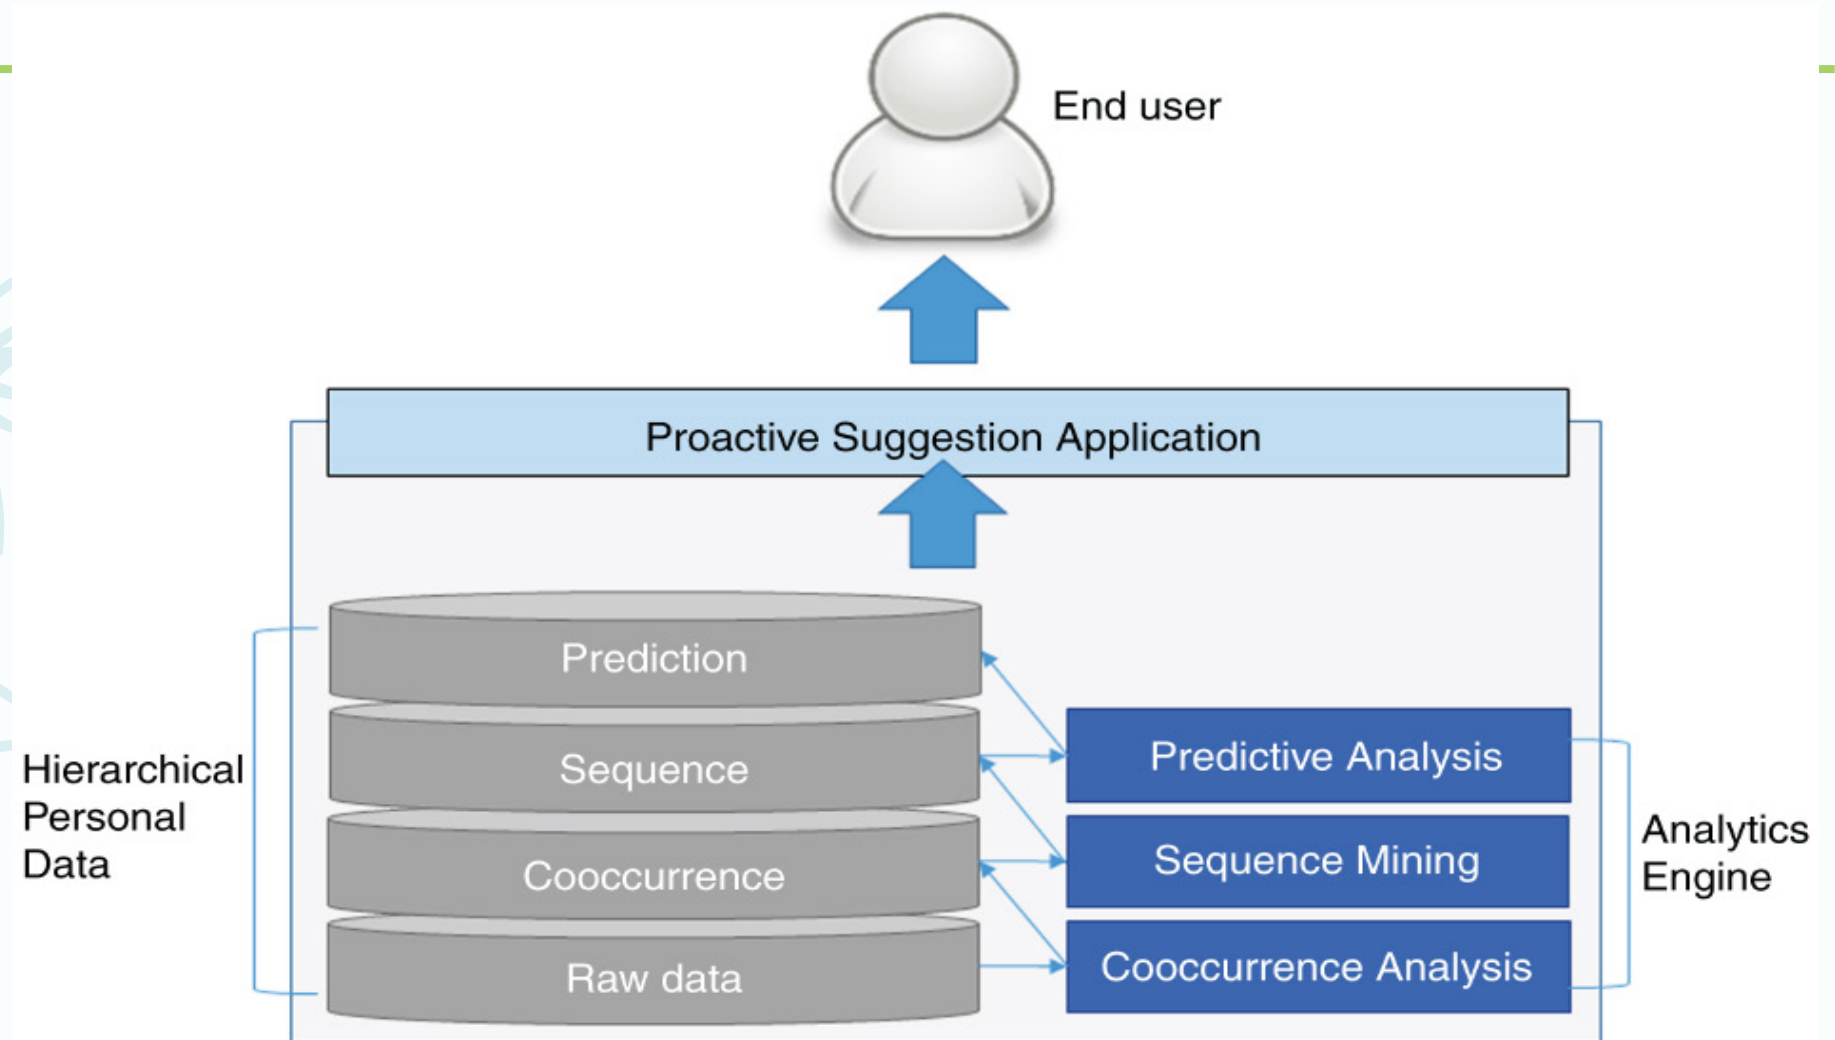 End user
Proactive Suggestion Application
Prediction
Sequence
Cooccurrence
Raw data
Hierarchical
Personal
Data
Predictive Analysis
Sequence Mining
Cooccurrence Analysis
Analytics
Engine